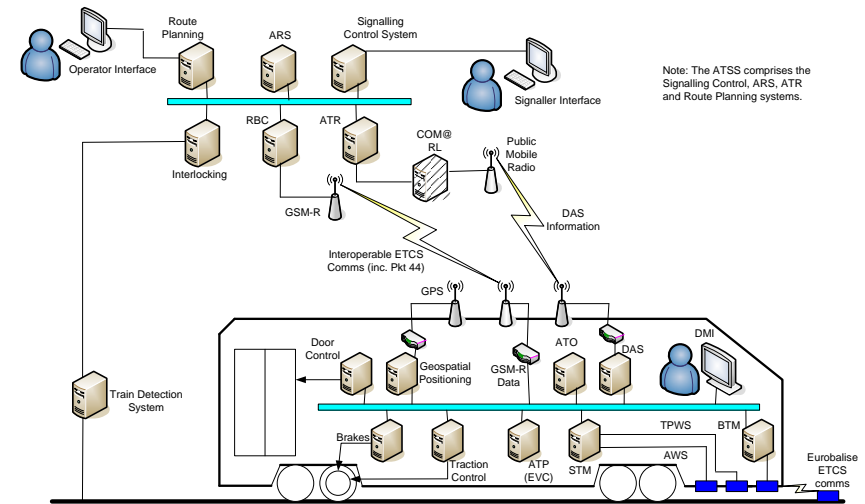 Route
Planning
ARS
Signalling
Control System
Operator Interface
Signaller Interface
Note: The ATSS comprises the
Signalling Control, ARS, ATR
and Route Planning systems.
RBC
ATR
COM@
RL
Public
Mobile
Radio
Interlocking
GSM-R
DAS
Information
Interoperable ETCS
Comms (inc. Pkt 44)
GPS
Door
Control
Geospatial
Positioning
GSM-R
Data
ATO
DAS
DMI
Train Detection
System
Brakes
Traction
Control
ATP
(EVC)
STM
TPWS
AWS
BTM
Eurobalise
ETCS
comms